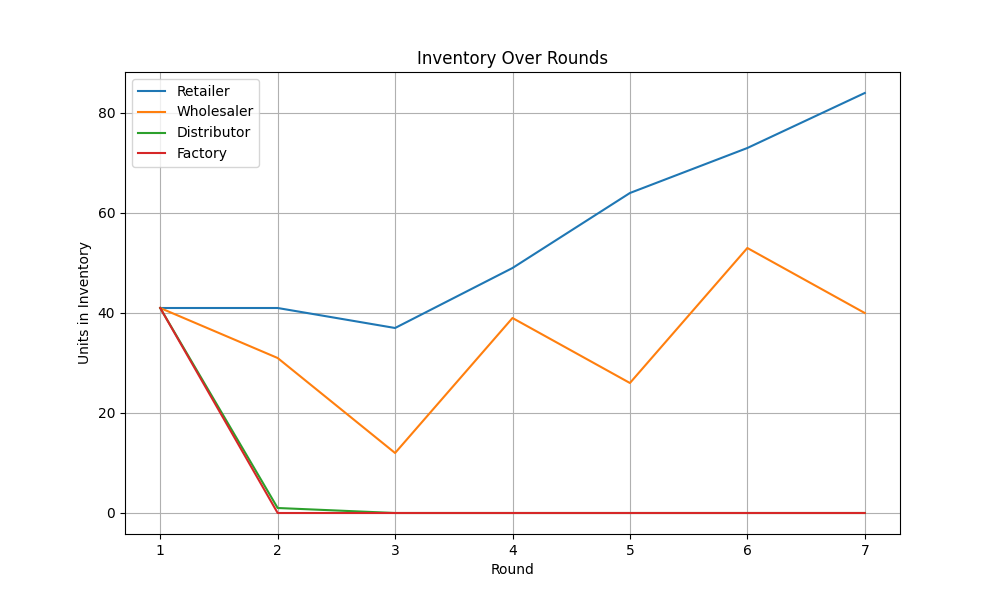 Inventory Over Rounds
Retailer
Wholesaler
Distributor
Factory
Units in Inventory
80
60
40
20
0
1 2 3 4 5 6 7
Round